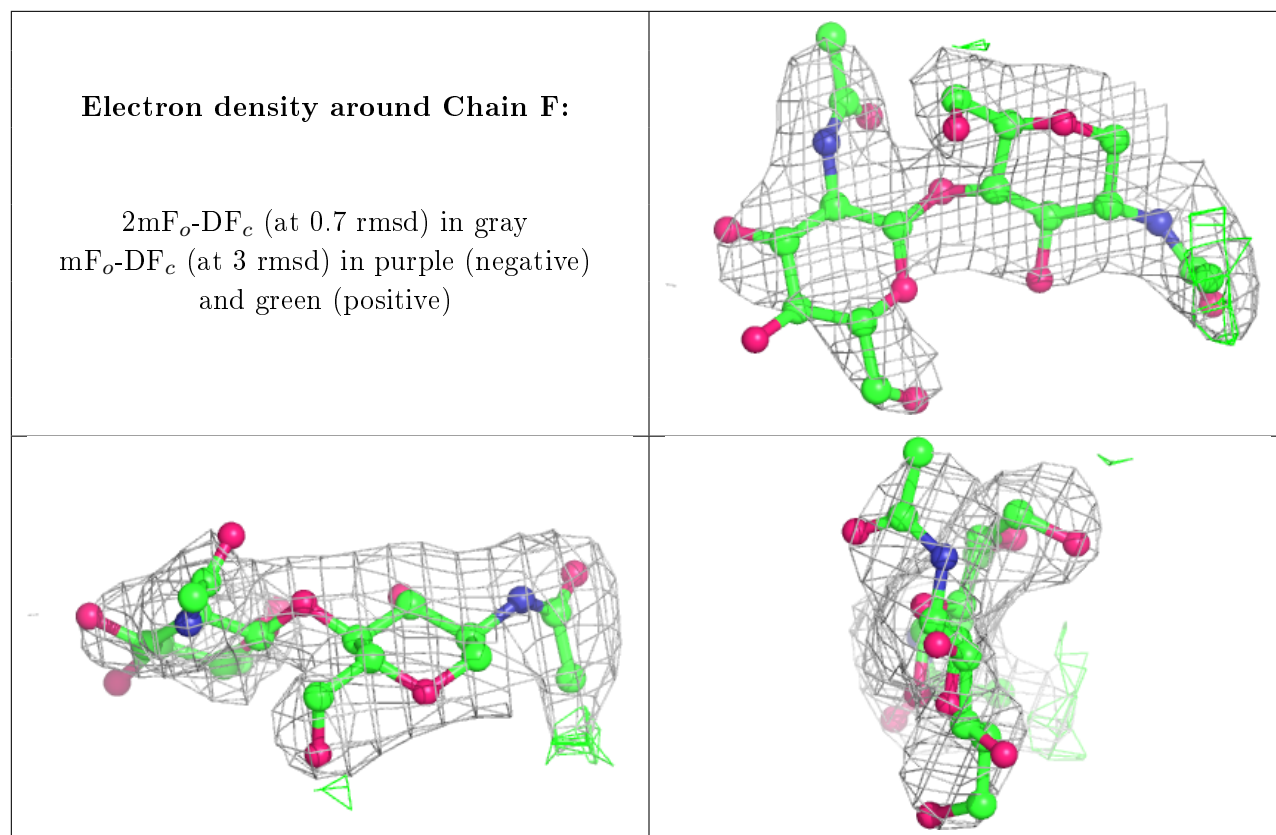 Electron density around Chain F:
2mFₒ-DF𝒸 (at 0.7 rmsd) in gray
mFₒ-DF𝒸 (at 3 rmsd) in purple (negative)
and green (positive)